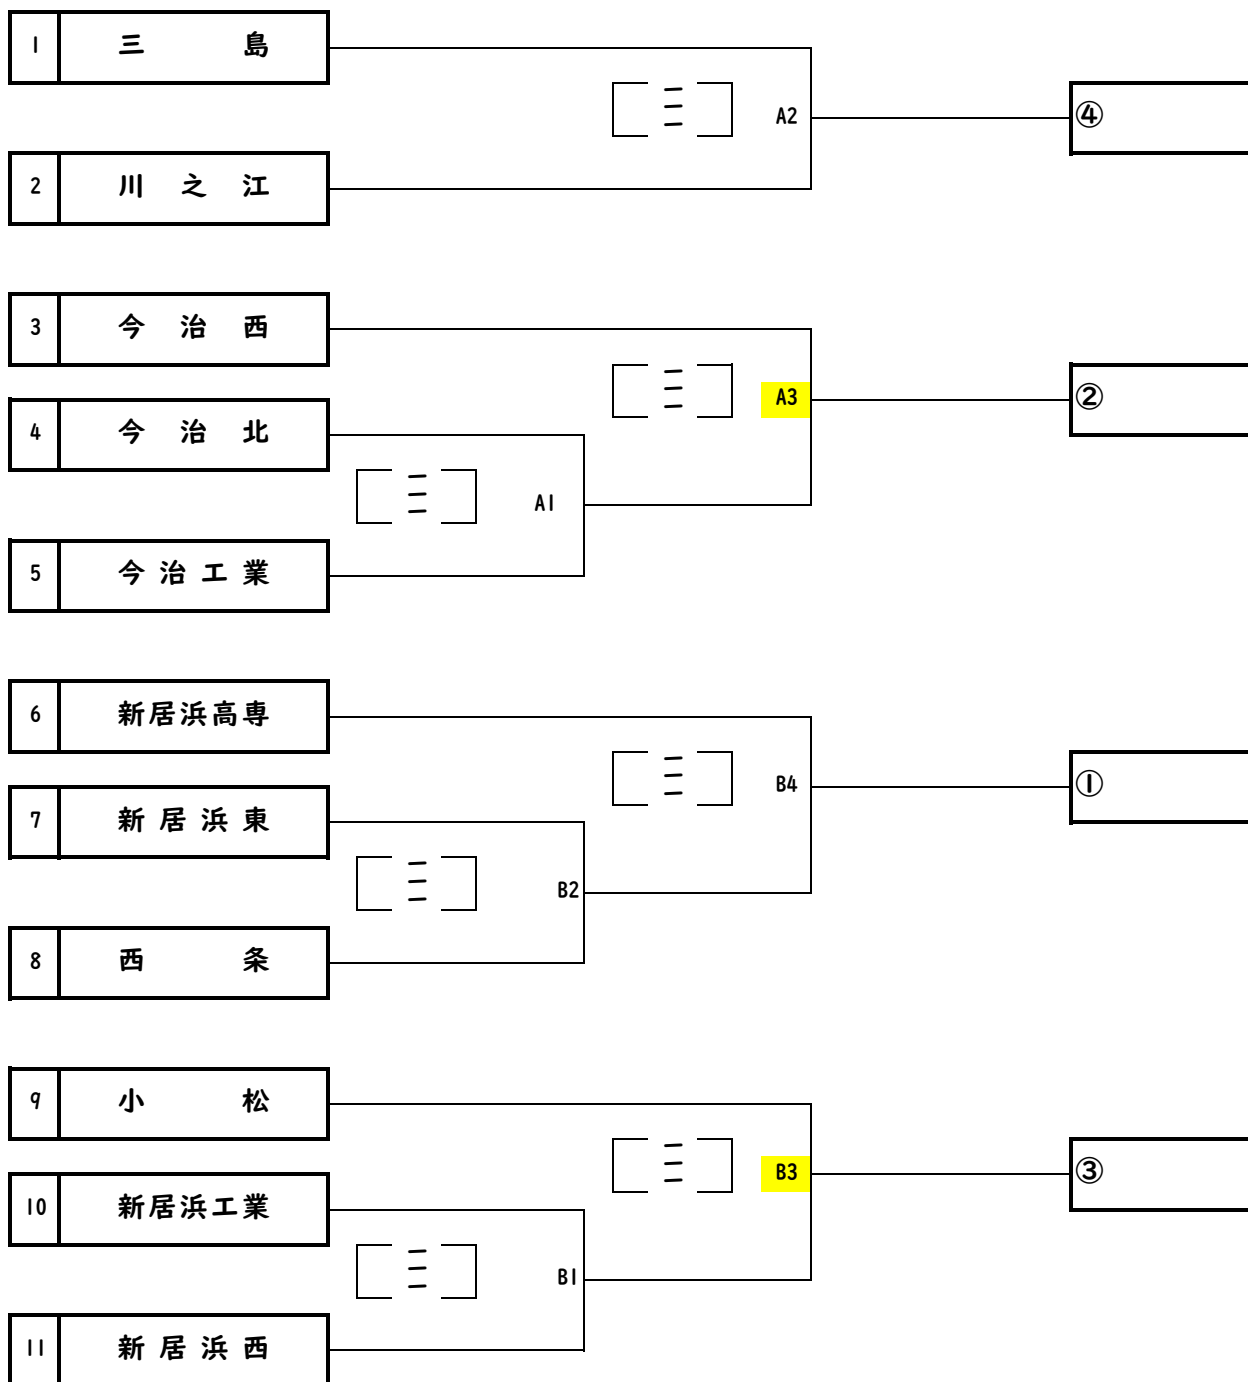 1 三島
A2
④
2 川之江
3 今治西
A3
②
4 今治北
A1
5 今治工業
6 新居浜高専
B4
①
7 新居浜東
B2
8 西条
9 小松
B3
③
10 新居浜工業
B1
11 新居浜西